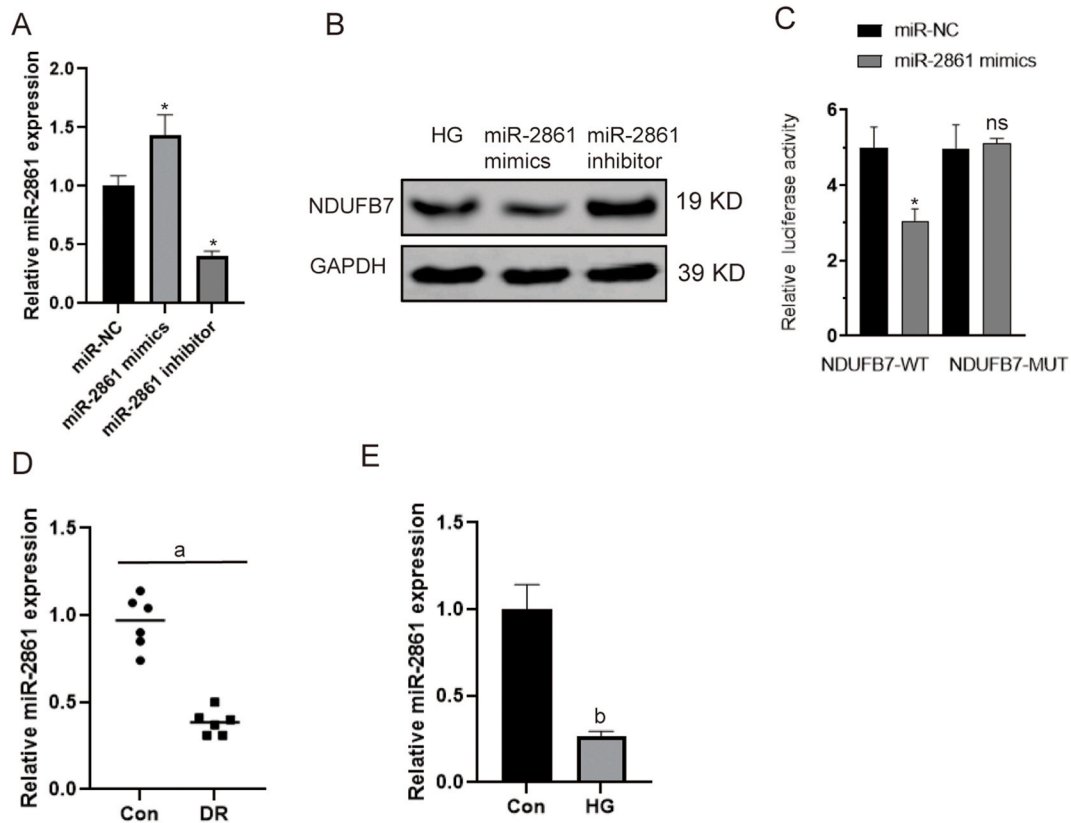 A
Relative miR-2861 expression
2.0
1.5
1.0
0.5
0.0
*
*
miR-NC
miR-2861 mimics
miR-2861 inhibitor
B
HG
miR-2861
mimics
miR-2861
inhibitor
NDUFB7
19 KD
GAPDH
39 KD
C
miR-NC
miR-2861 mimics
Relative luciferase activity
6
4
2
0
*
ns
NDUFB7-WT
NDUFB7-MUT
D
Relative miR-2861 expression
1.5
1.0
0.5
0.0
a
Con
DR
E
Relative miR-2861 expression
1.5
1.0
0.5
0.0
b
Con
HG